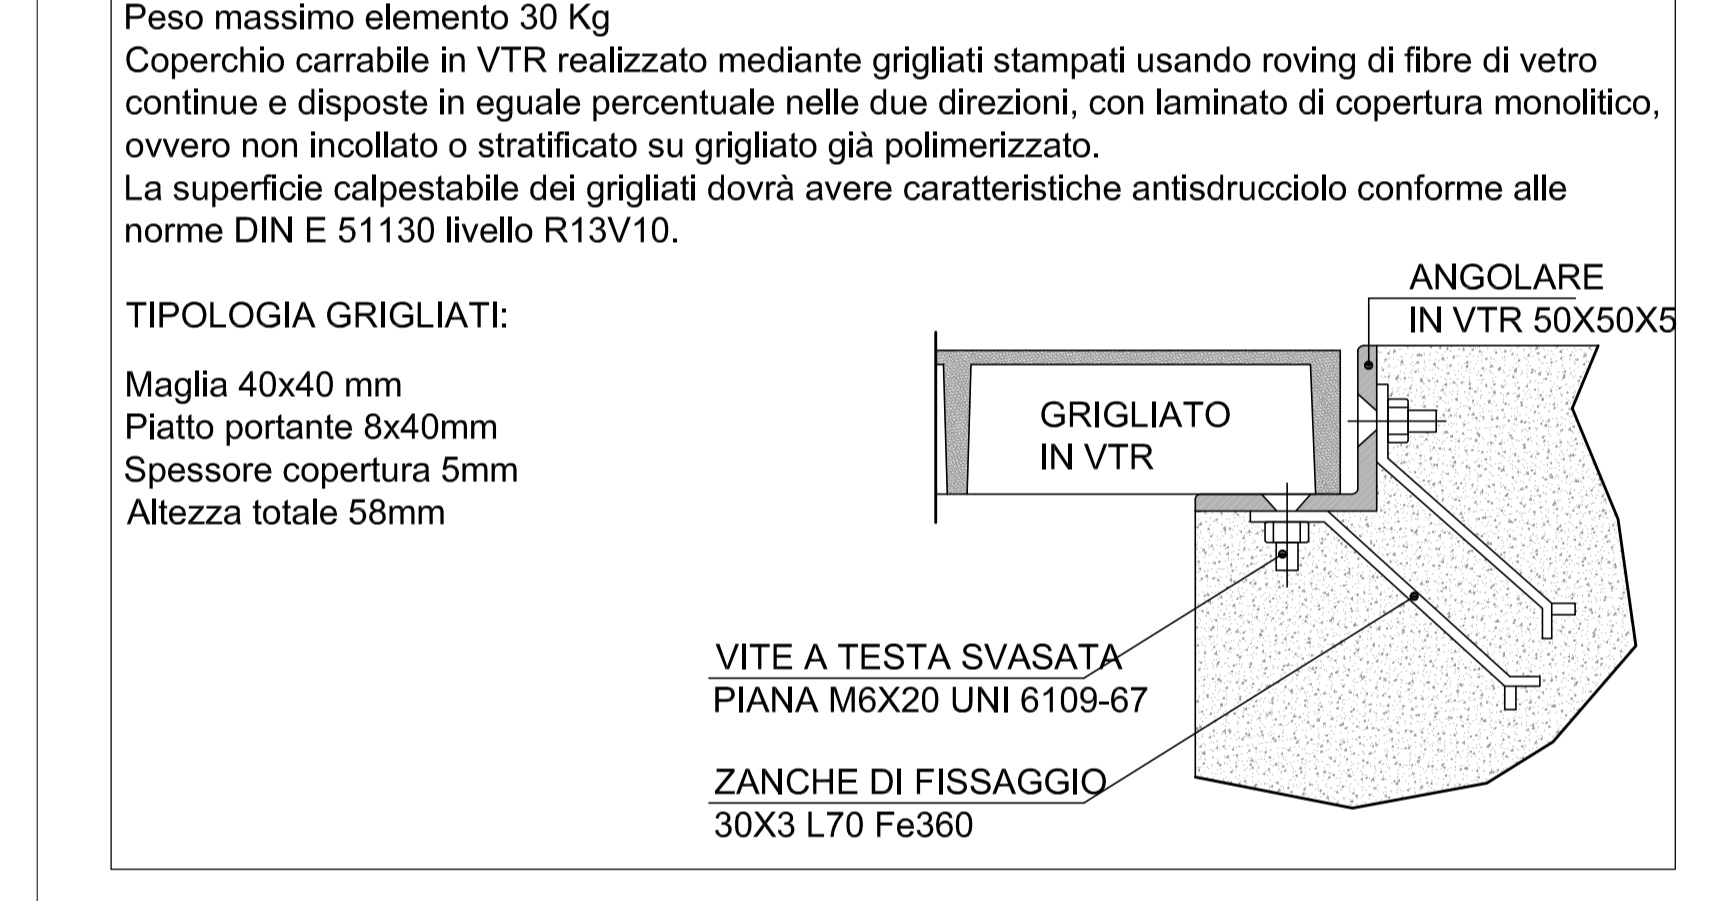 Peso massimo elemento 30 Kg
Coperchio carrabile in VTR realizzato mediante grigliati stampati usando roving di fibre di vetro
continue e disposte in eguale percentuale nelle due direzioni, con laminato di copertura monolitico,
ovvero non incollato o stratificato su grigliato già polimerizzato.
La superficie calpestabile dei grigliati dovrà avere caratteristiche antisdrucciolo conforme alle
norme DIN E 51130 livello R13V10.
TIPOLOGIA GRIGLIATI:
Maglia 40x40 mm
Piatto portante 8x40mm
Spessore copertura 5mm
Altezza totale 58mm
ANGOLARE
IN VTR 50X50X5
GRIGLIATO
IN VTR
VITE A TESTA SVASATA
PIANA M6X20 UNI 6109-67
ZANCHE DI FISSAGGIO
30X3 L70 Fe360